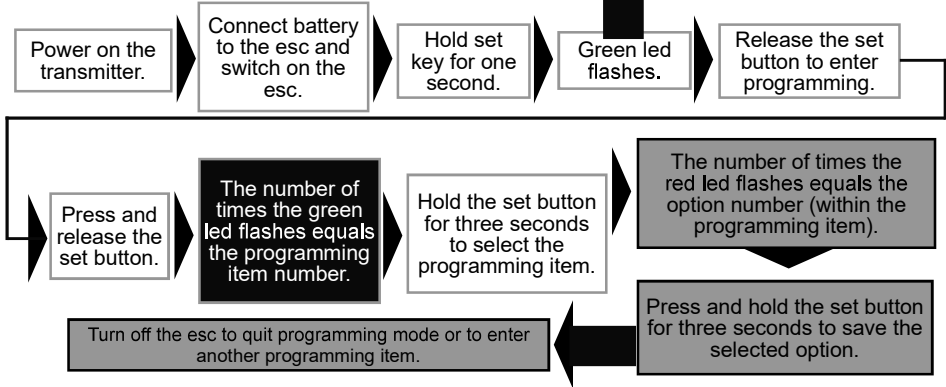 Power on the
transmitter.
Connect battery
to the esc and
switch on the
esc.
Hold set
key for one
second.
Green led
flashes.
Release the set
button to enter
programming.
Press and
release the
set button.
The number of
times the green
led flashes equals
the programming
item number.
Hold the set button
for three seconds
to select the
programming item.
The number of times the
red led flashes equals the
option number (within the
programming item).
Press and hold the set button
for three seconds to save the
selected option.
Turn off the esc to quit programming mode or to enter
another programming item.